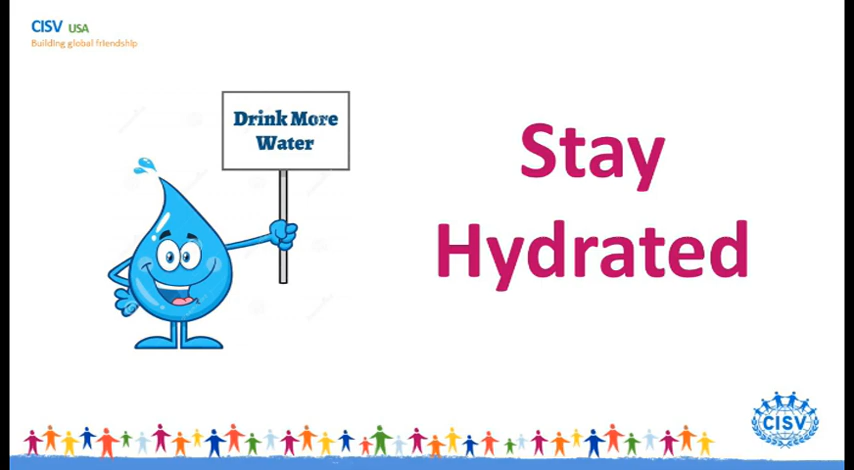 CISV USA
Building global friendship
Drink More
Water
Stay
Hydrated
CISV